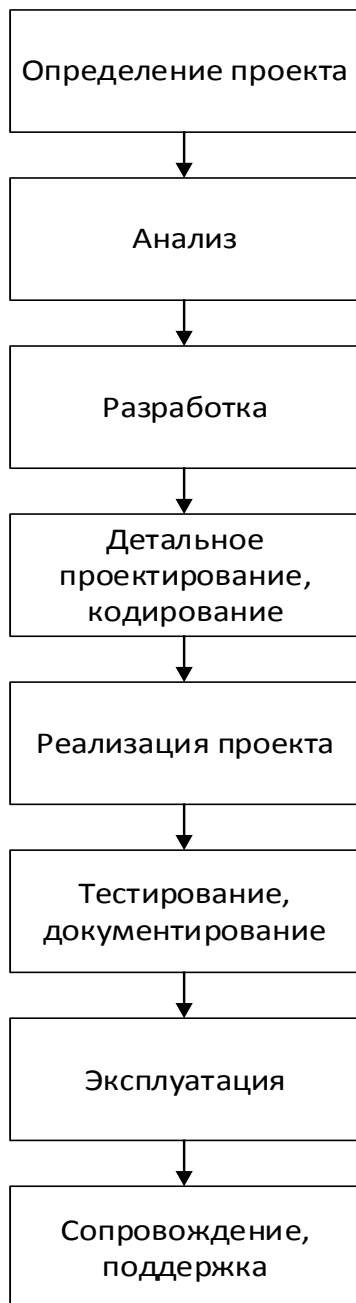 Определение проекта
Анализ
Разработка
Детальное
проектирование,
кодирование
Реализация проекта
Тестирование,
документирование
Эксплуатация
Сопровождение,
поддержка